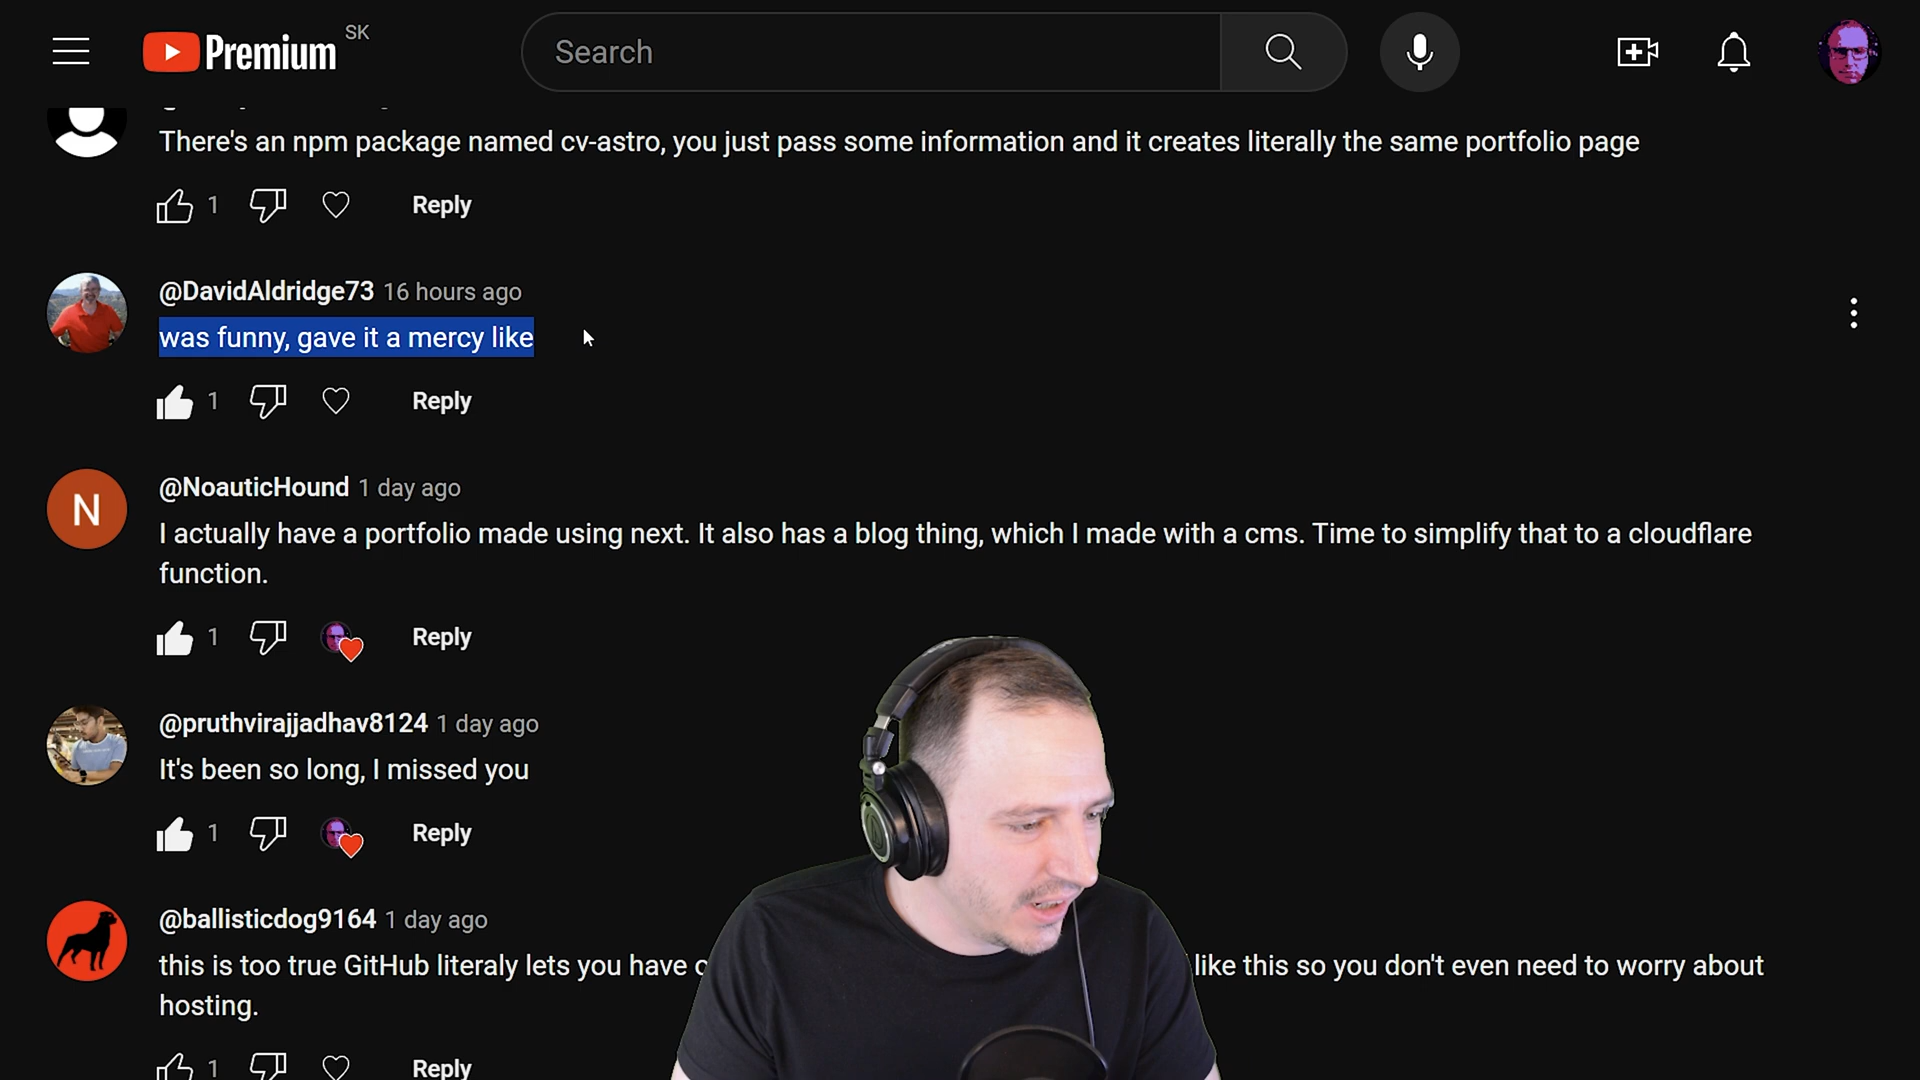 Premium SK
Search
There's an npm package named cv-astro, you just pass some information and it creates literally the same portfolio page
1 Reply
@DavidAldridge73 16 hours ago
was funny, gave it a mercy like
1 Reply
N
@NoauticHound 1 day ago
I actually have a portfolio made using next. It also has a blog thing, which I made with a cms. Time to simplify that to a cloudflare
function.
1 Reply
@pruthvirajjadhav8124 1 day ago
It's been so long, I missed you
1 Reply
@ballisticdog9164 1 day ago
this is too true GitHub literaly lets you have like this so you don't even need to worry about
hosting.
1 Reply